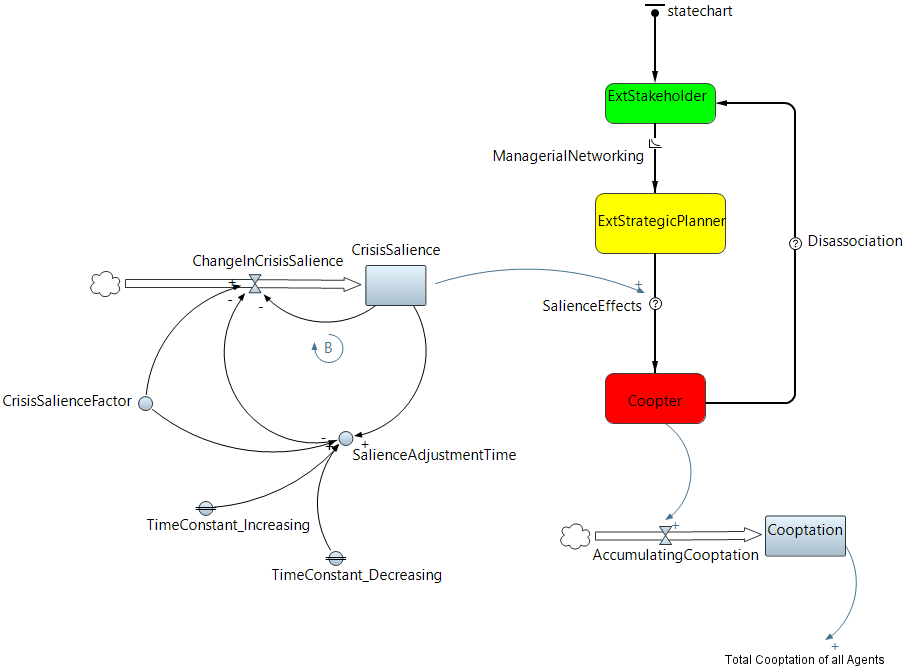 statechart
ExtStakeholder
ManagerialNetworking
ExtStrategicPlanner
Disassociation
CrisisSalience
ChangeInCrisisSalience
+
-
-
+
SalienceEffects
B
CrisisSalienceFactor
Coopter
-
+
+
SalienceAdjustmentTime
TimeConstant_Increasing
+
Cooptation
AccumulatingCooptation
TimeConstant_Decreasing
+
Total Cooptation of all Agents
?
?